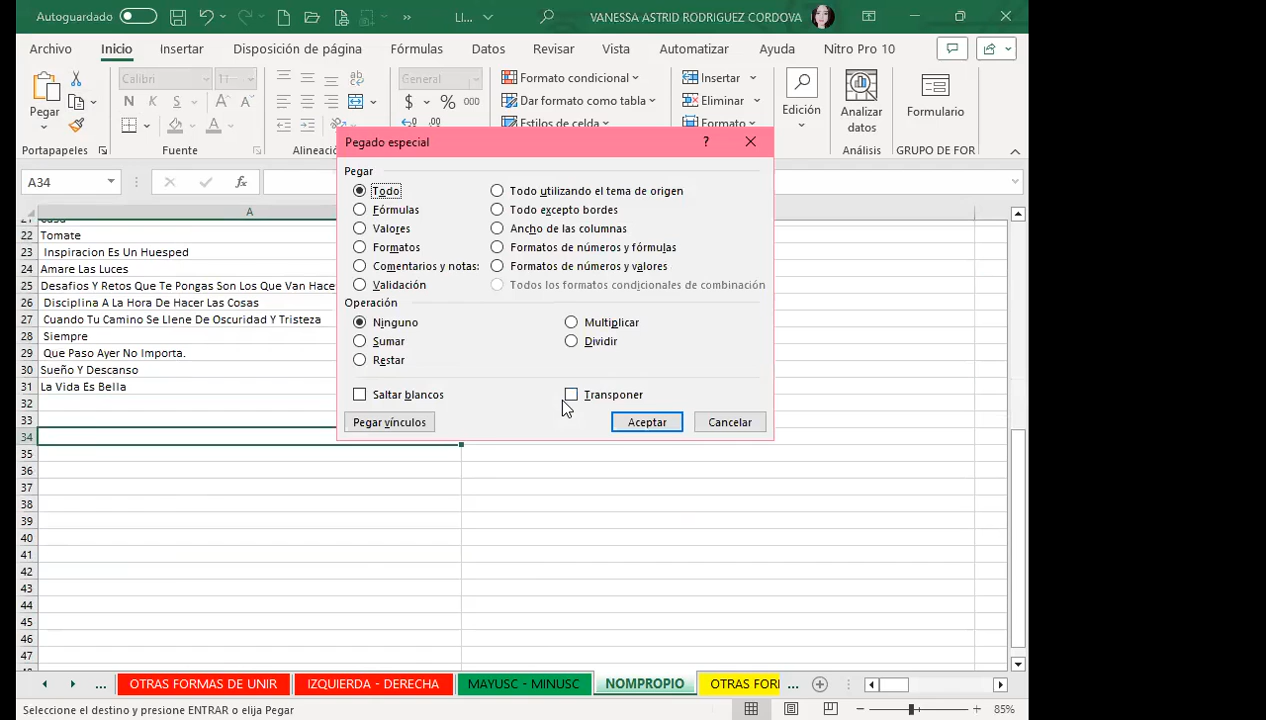 Autoguardado
LI...
VANESSA ASTRID RODRIGUEZ CORDOVA
Archivo Inicio Insertar Disposición de página Fórmulas Datos Revisar Vista Automatizar Ayuda Nitro Pro 10
Pegar
Portapapeles
Calibri 11
N K S A A
Fuente
Alineació
General
$ % 000
Formato condicional
Dar formato como tabla
Estilos de celda
Insertar
Eliminar
Formato
Edición
Analizar datos
Análisis
Formulario
GRUPO DE FOR
A34
fx
A
22 Tomate
23 Inspiracion Es Un Huesped
24 Amare Las Luces
25 Desafios Y Retos Que Te Pongas Son Los Que Van Hace
26 Disciplina A La Hora De Hacer Las Cosas
27 Cuando Tu Camino Se Llene De Oscuridad Y Tristeza
28 Siempre
29 Que Paso Ayer No Importa.
30 Sueño Y Descanso
31 La Vida Es Bella
32
33
34
35
36
37
38
39
40
41
42
43
44
45
46
47
Pegado especial ?
Pegar
Todo Todo utilizando el tema de origen
Fórmulas Todo excepto bordes
Valores Ancho de las columnas
Formatos Formatos de números y fórmulas
Comentarios y notas: Formatos de números y valores
Validación Todos los formatos condicionales de combinación
Operación
Ninguno Multiplicar
Sumar Dividir
Restar
Saltar blancos Transponer
Pegar vínculos Aceptar Cancelar
... OTRAS FORMAS DE UNIR IZQUIERDA - DERECHA MAYUSC - MINUSC NOMPROPIO OTRAS FORI ...
Seleccione el destino y presione ENTRAR o elija Pegar
85%